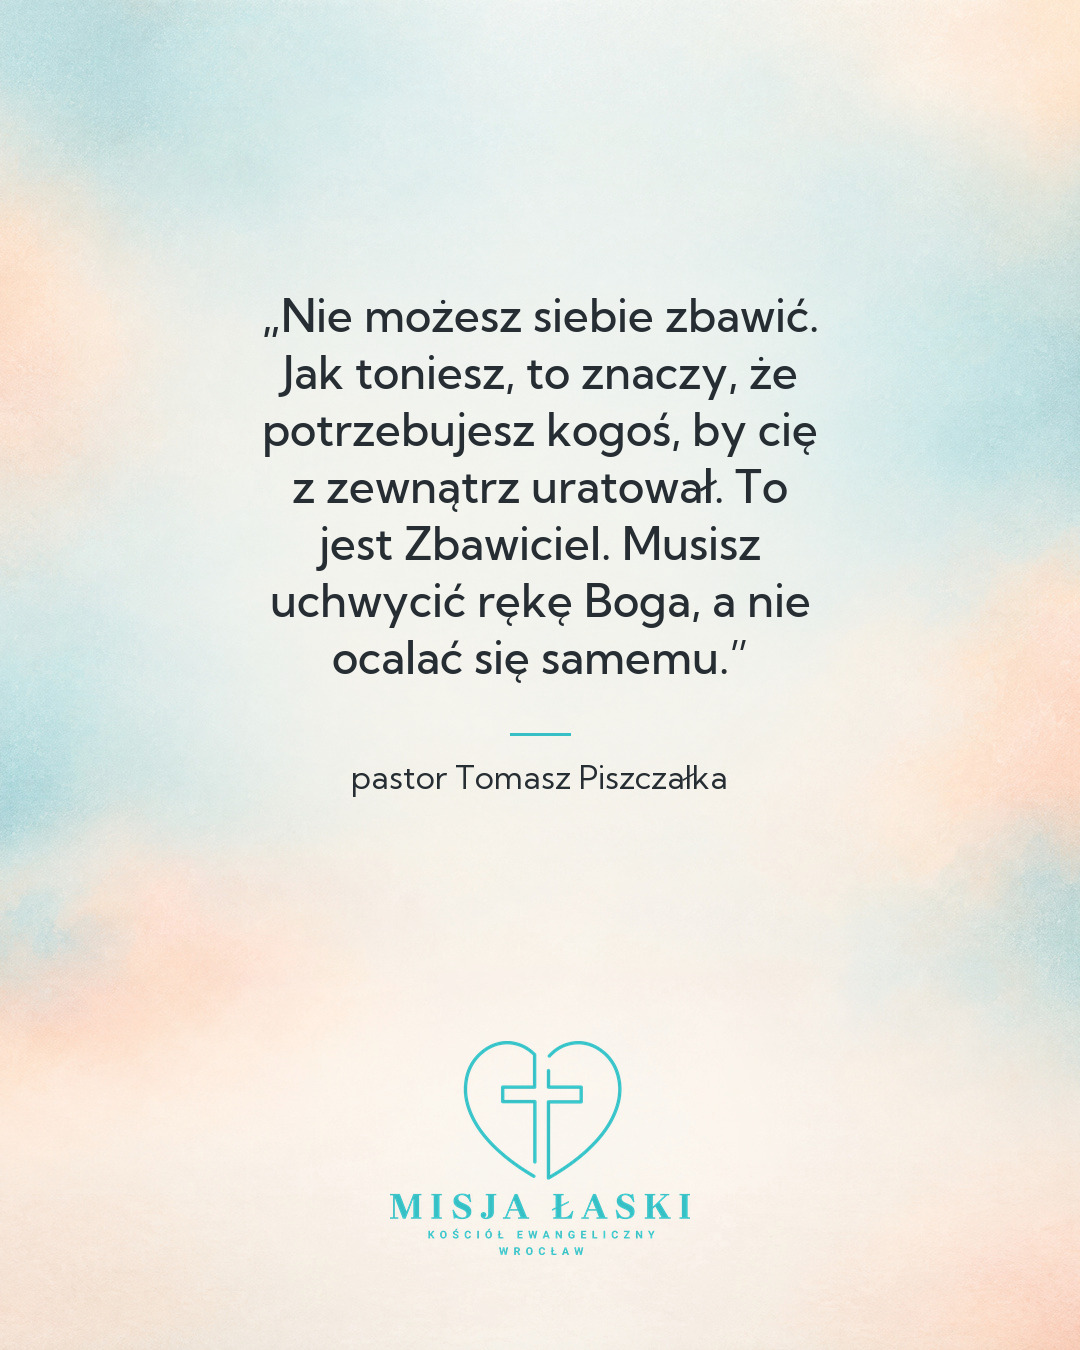 „Nie możesz siebie zbawić.
Jak toniesz, to znaczy, że
potrzebujesz kogoś, by cię
z zewnątrz uratował. To
jest Zbawiciel. Musisz
uchwycić rękę Boga, a nie
ocalać się samemu.”
pastor Tomasz Piszczałka
MISJA ŁASKI
KOŚCIÓŁ EWANGELICZNY
WROCŁAW